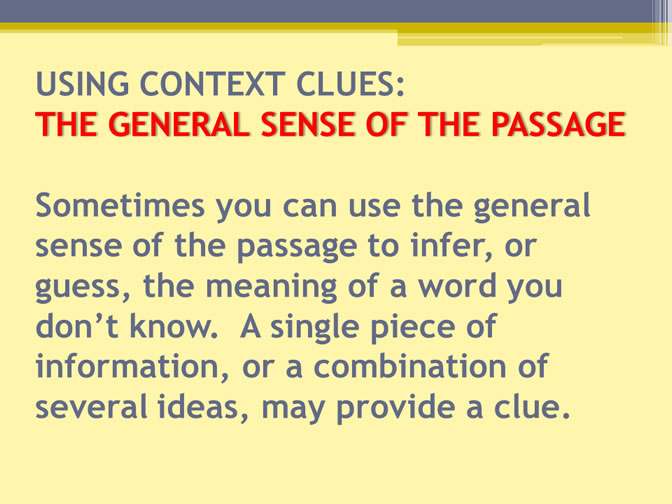 USING CONTEXT CLUES:
THE GENERAL SENSE OF THE PASSAGE
Sometimes you can use the general
sense of the passage to infer, or
guess, the meaning of a word you
don’t know.  A single piece of
information, or a combination of
several ideas, may provide a clue.